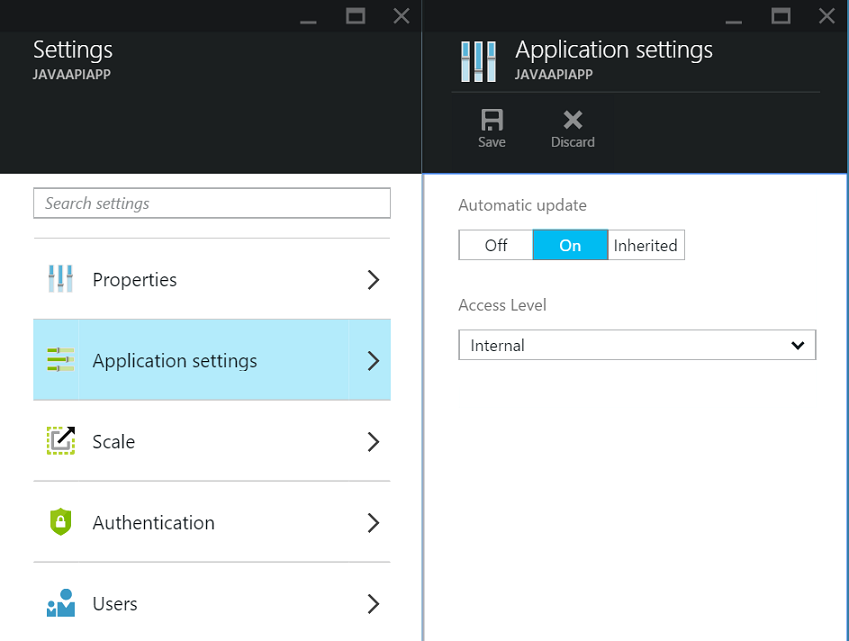 Settings
JAVAAPIAPP
Search settings
Properties
Application settings
Scale
Authentication
Users
Application settings
JAVAAPIAPP
Save Discard
Automatic update
Off On Inherited
Access Level
Internal